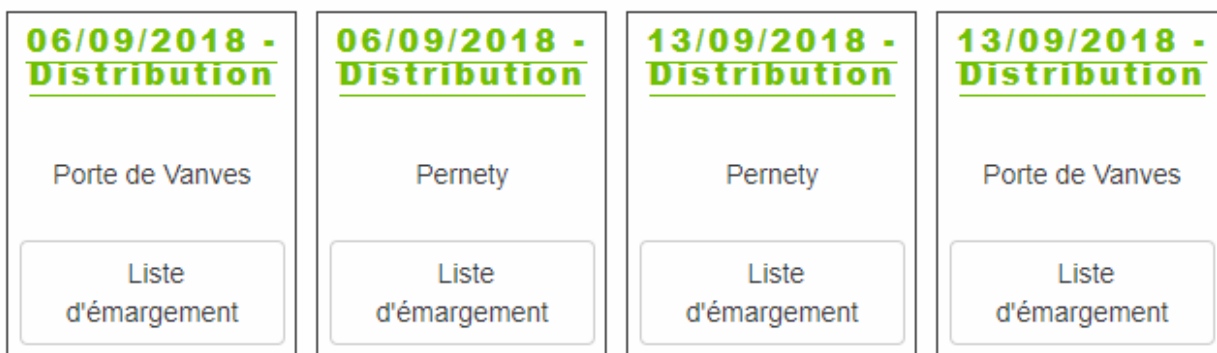 06/09/2018 -
Distribution
Porte de Vanves
Liste
d'émargement
06/09/2018 -
Distribution
Pernety
Liste
d'émargement
13/09/2018 -
Distribution
Pernety
Liste
d'émargement
13/09/2018 -
Distribution
Porte de Vanves
Liste
d'émargement